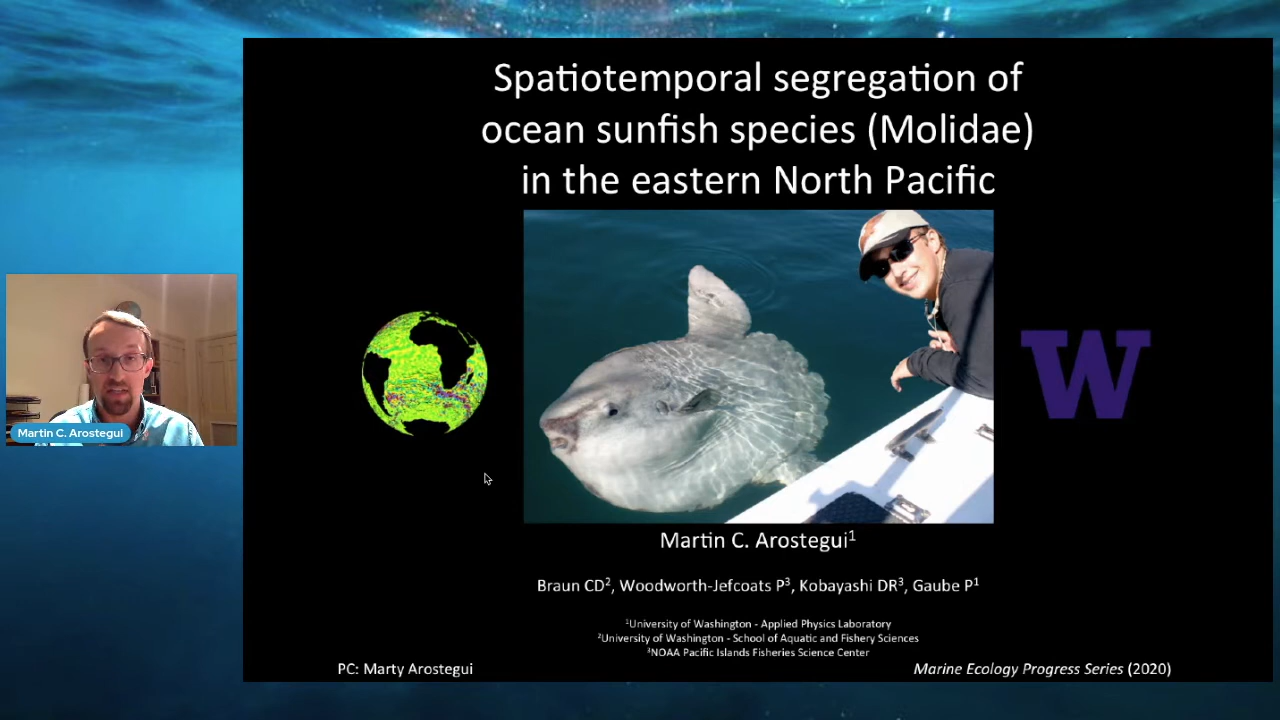 Spatiotemporal segregation of
ocean sunfish species (Molidae)
in the eastern North Pacific
W
Martin C. Arostegui
Martin C. Arostegui¹
Braun CD², Woodworth-Jefcoats P³, Kobayashi DR³, Gaube P¹
¹University of Washington - Applied Physics Laboratory
²University of Washington - School of Aquatic and Fishery Sciences
³NOAA Pacific Islands Fisheries Science Center
PC: Marty Arostegui
Marine Ecology Progress Series (2020)